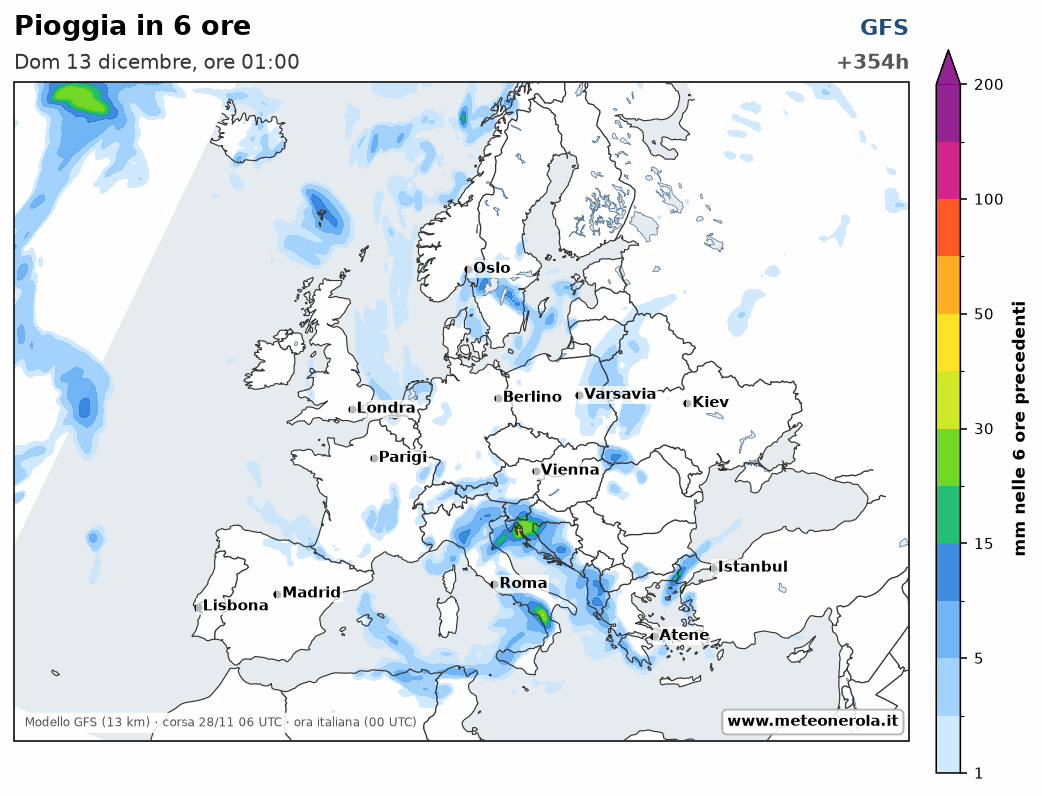 Pioggia in 6 ore
GFS
Dom 13 dicembre, ore 01:00
+354h
200
100
50
30
15
5
1
mm nelle 6 ore precedenti
Oslo
Berlino
Varsavia
Kiev
Londra
Parigi
Vienna
Istanbul
Roma
Madrid
Lisbona
Atene
Modello GFS (13 km) · corsa 28/11 06 UTC · ora italiana (00 UTC)
www.meteonerola.it